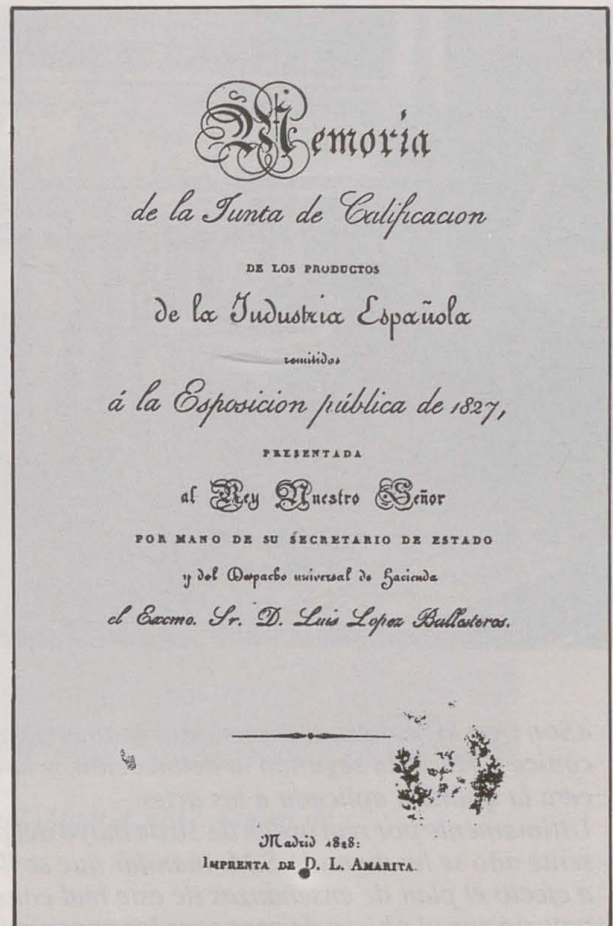 Memoria
de la Junta de Calificacion
DE LOS PRODUCTOS
de la Industria Española
remitidos
á la Esposicion pública de 1827,
PRESENTADA
al Rey Nuestro Señor
POR MANO DE SU SECRETARIO DE ESTADO
y del Despacho universal de Hacienda
el Excmo. Sr. D. Luis Lopez Ballesteros.
Madrid 1828:
IMPRENTA DE D. L. AMARITA.